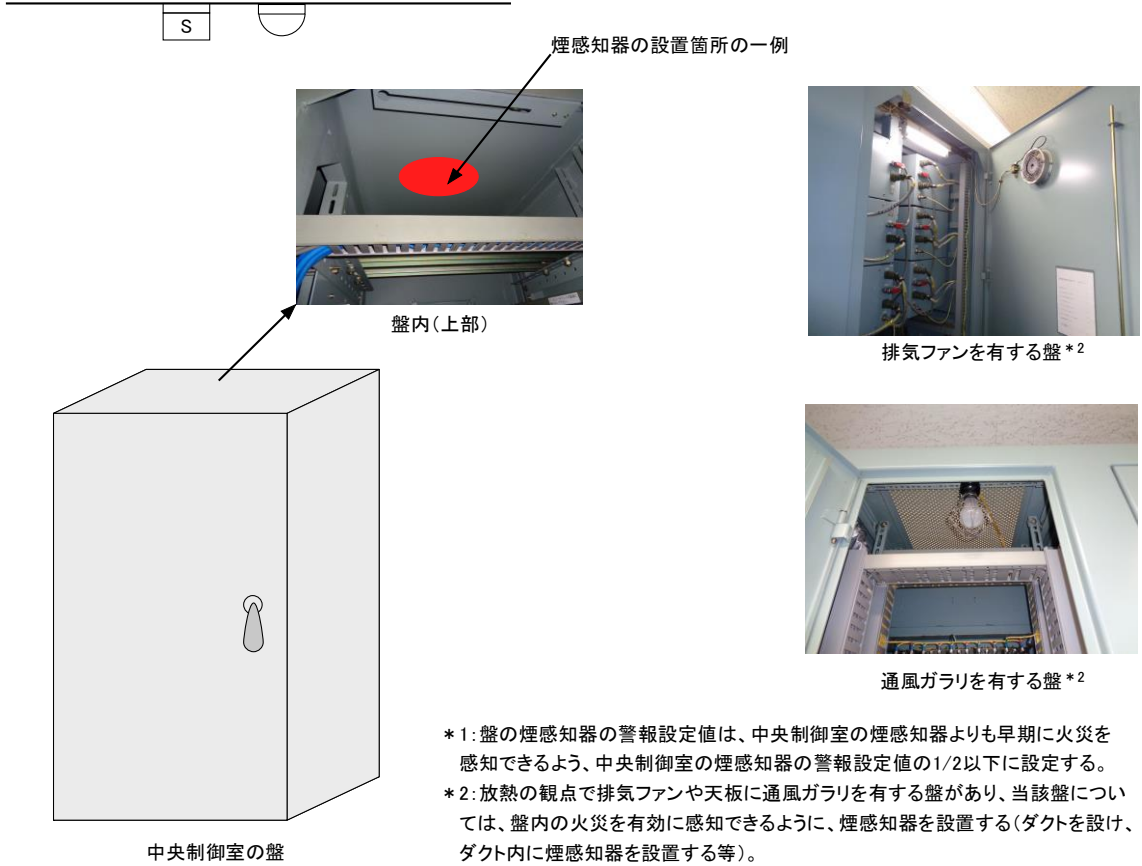 S
煙感知器の設置箇所の一例
盤内(上部)
排気ファンを有する盤*2
通風ガラリを有する盤*2
中央制御室の盤
*1:盤の煙感知器の警報設定値は、中央制御室の煙感知器よりも早期に火災を
感知できるよう、中央制御室の煙感知器の警報設定値の1/2以下に設定する。
*2:放熱の観点で排気ファンや天板に通風ガラリを有する盤があり、当該盤につい
ては、盤内の火災を有効に感知できるように、煙感知器を設置する(ダクトを設け、
ダクト内に煙感知器を設置する等)。